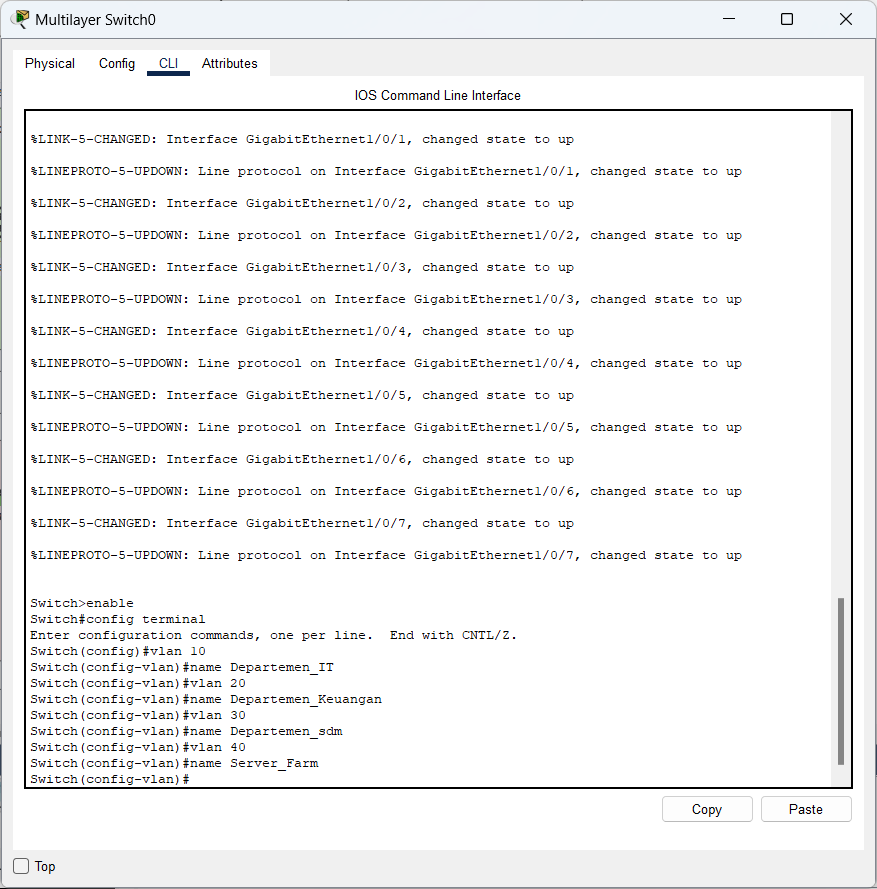 Multilayer Switch0
Physical Config CLI Attributes
IOS Command Line Interface
%LINK-5-CHANGED: Interface GigabitEthernet1/0/1, changed state to up
%LINEPROTO-5-UPDOWN: Line protocol on Interface GigabitEthernet1/0/1, changed state to up
%LINK-5-CHANGED: Interface GigabitEthernet1/0/2, changed state to up
%LINEPROTO-5-UPDOWN: Line protocol on Interface GigabitEthernet1/0/2, changed state to up
%LINK-5-CHANGED: Interface GigabitEthernet1/0/3, changed state to up
%LINEPROTO-5-UPDOWN: Line protocol on Interface GigabitEthernet1/0/3, changed state to up
%LINK-5-CHANGED: Interface GigabitEthernet1/0/4, changed state to up
%LINEPROTO-5-UPDOWN: Line protocol on Interface GigabitEthernet1/0/4, changed state to up
%LINK-5-CHANGED: Interface GigabitEthernet1/0/5, changed state to up
%LINEPROTO-5-UPDOWN: Line protocol on Interface GigabitEthernet1/0/5, changed state to up
%LINK-5-CHANGED: Interface GigabitEthernet1/0/6, changed state to up
%LINEPROTO-5-UPDOWN: Line protocol on Interface GigabitEthernet1/0/6, changed state to up
%LINK-5-CHANGED: Interface GigabitEthernet1/0/7, changed state to up
%LINEPROTO-5-UPDOWN: Line protocol on Interface GigabitEthernet1/0/7, changed state to up
Switch>enable
Switch#config terminal
Enter configuration commands, one per line.  End with CNTL/Z.
Switch(config)#vlan 10
Switch(config-vlan)#name Departemen_IT
Switch(config-vlan)#vlan 20
Switch(config-vlan)#name Departemen_Keuangan
Switch(config-vlan)#vlan 30
Switch(config-vlan)#name Departemen_sdm
Switch(config-vlan)#vlan 40
Switch(config-vlan)#name Server_Farm
Switch(config-vlan)#
Copy Paste
Top